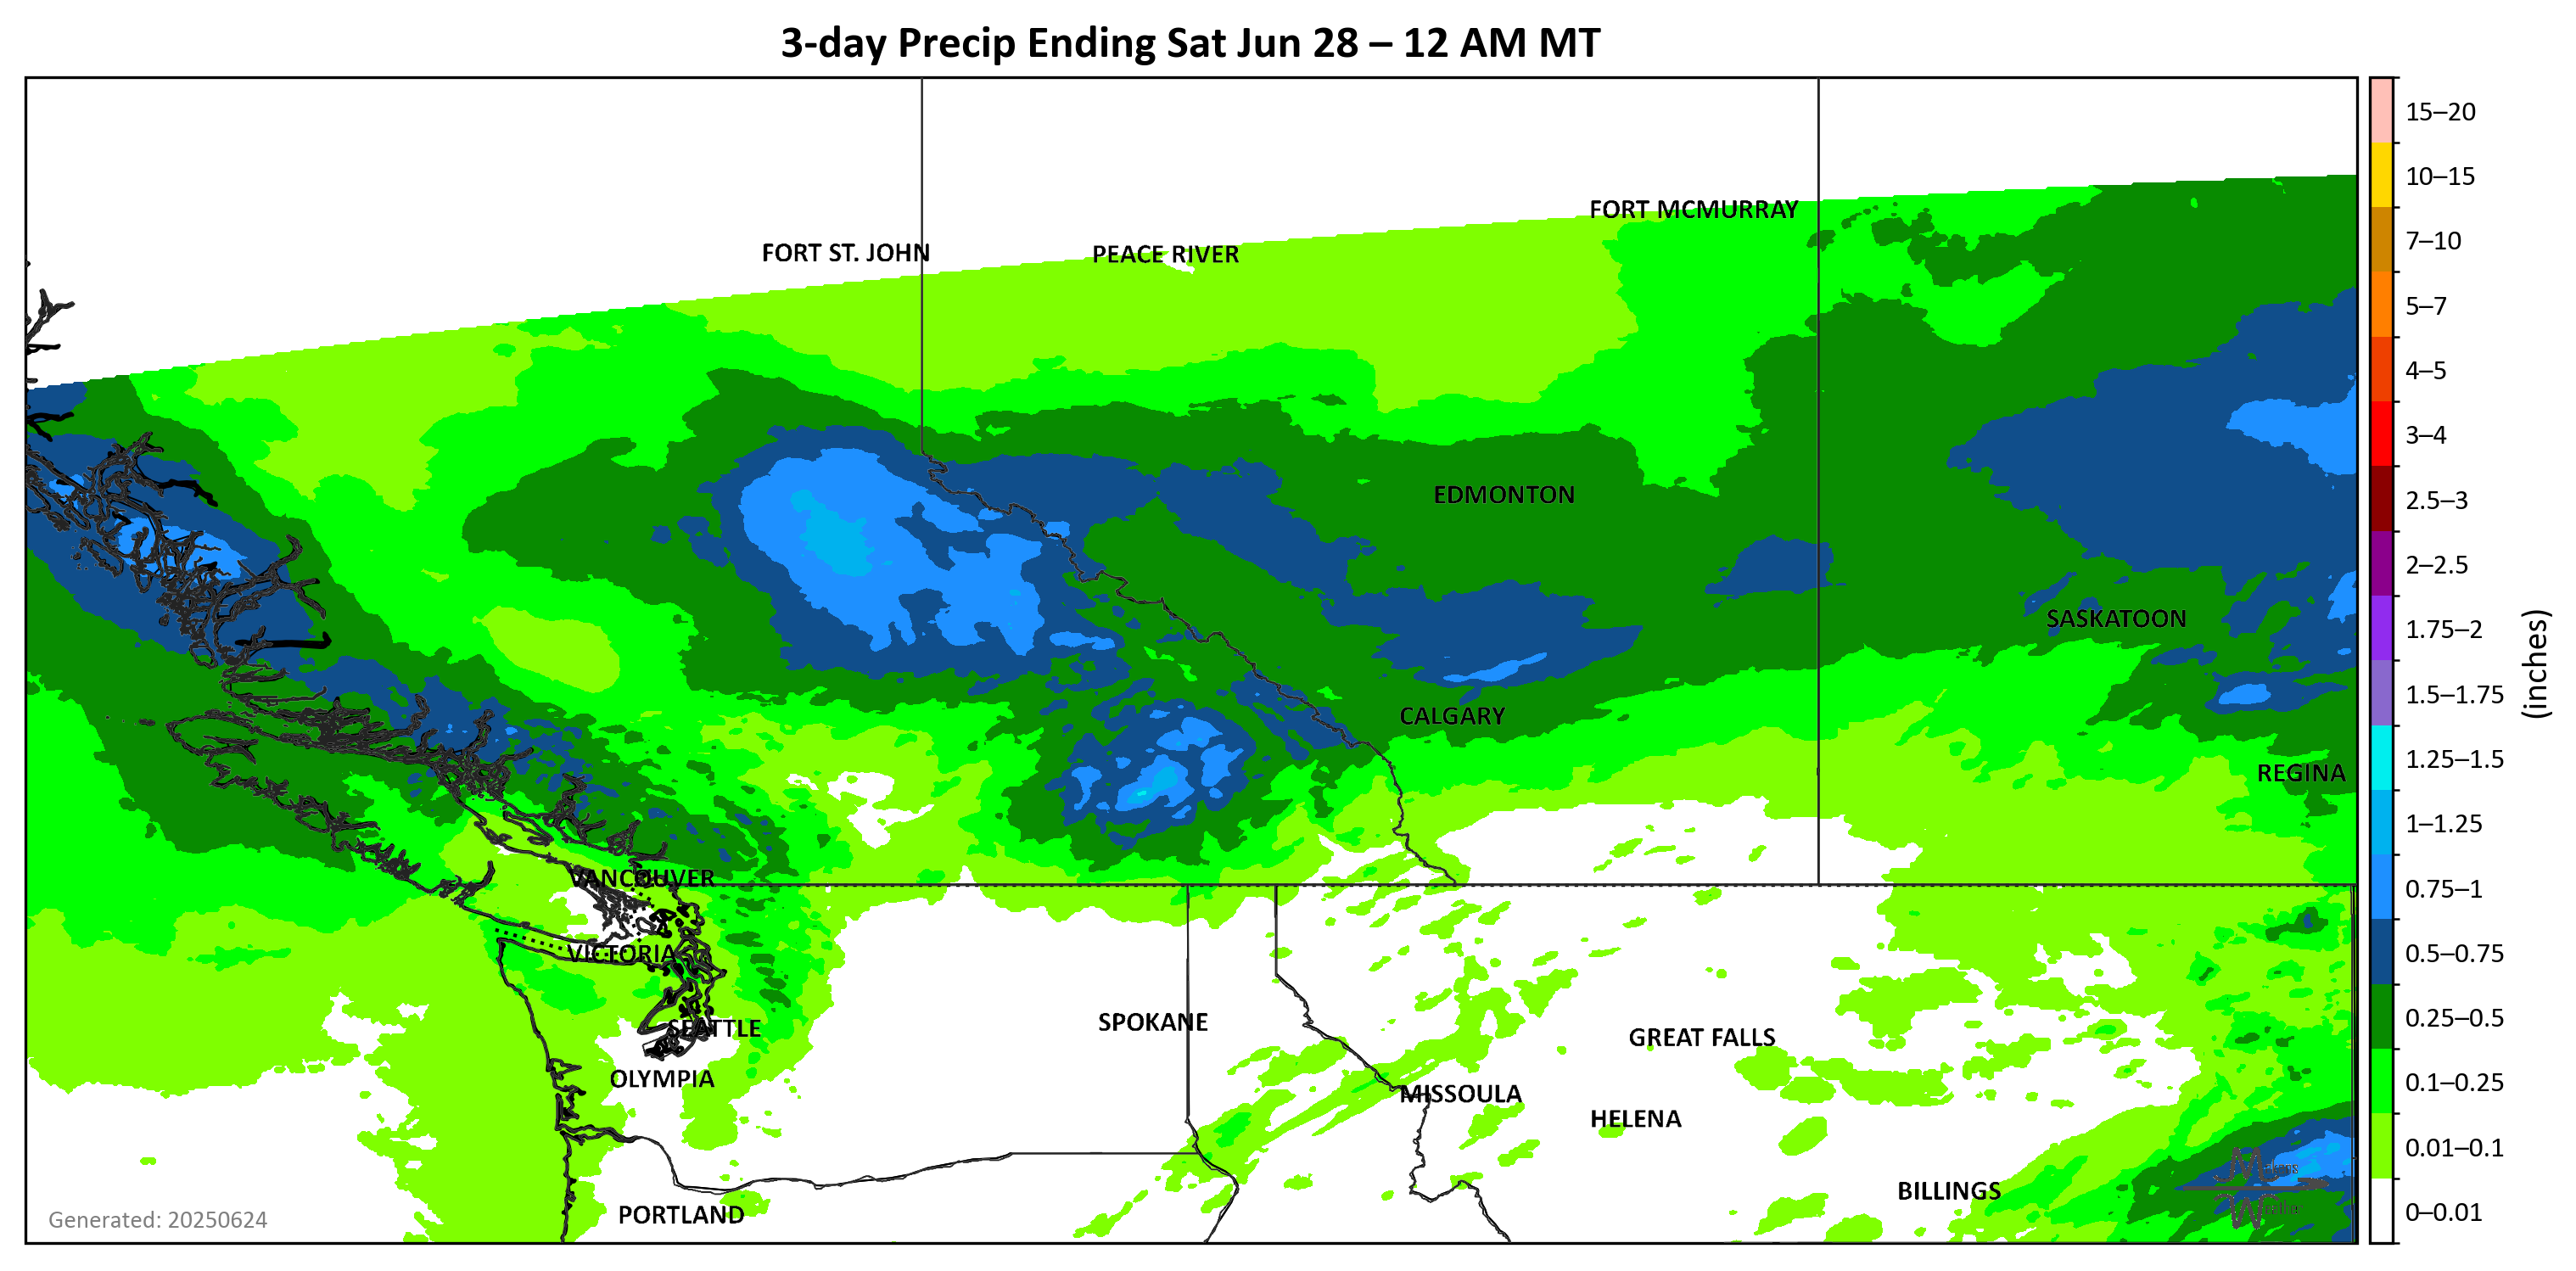 3-day Precip Ending Sat Jun 28 – 12 AM MT
15–20
10–15
7–10
5–7
4–5
3–4
2.5–3
2–2.5
1.75–2
1.5–1.75
1.25–1.5
1–1.25
0.75–1
0.5–0.75
0.25–0.5
0.1–0.25
0.01–0.1
0–0.01
(inches)
FORT MCMURRAY
FORT ST. JOHN
PEACE RIVER
EDMONTON
SASKATOON
CALGARY
REGINA
VANCOUVER
VICTORIA
SPOKANE
SEATTLE
GREAT FALLS
OLYMPIA
MISSOULA
HELENA
BILLINGS
PORTLAND
Generated: 20250624